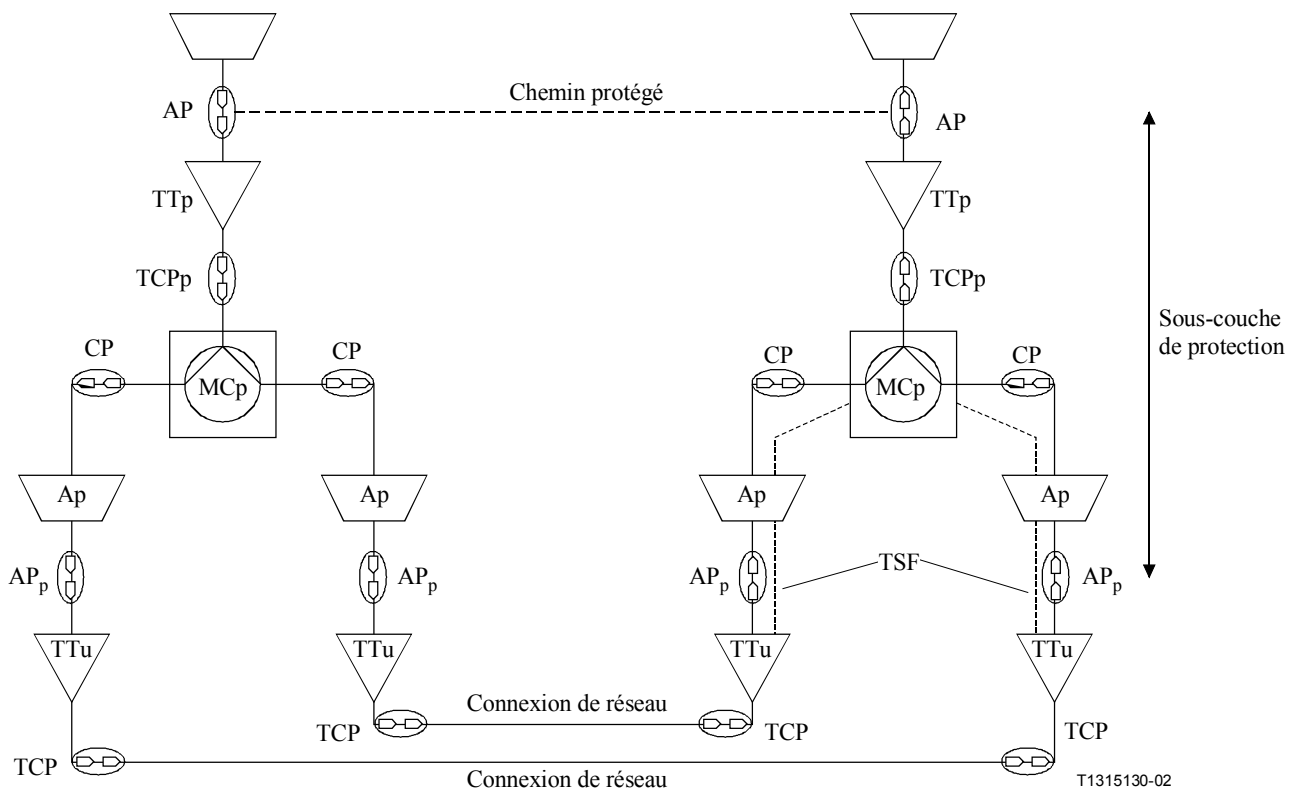 Chemin protégé
AP
AP
TTp
TTp
TCPp
TCPp
Sous-couche
de protection
CP
CP
CP
CP
MCp
MCp
Ap
Ap
Ap
Ap
APp
APp
APp
APp
TSF
TTu
TTu
TTu
TTu
Connexion de réseau
TCP
TCP
TCP
TCP
Connexion de réseau
T1315130-02